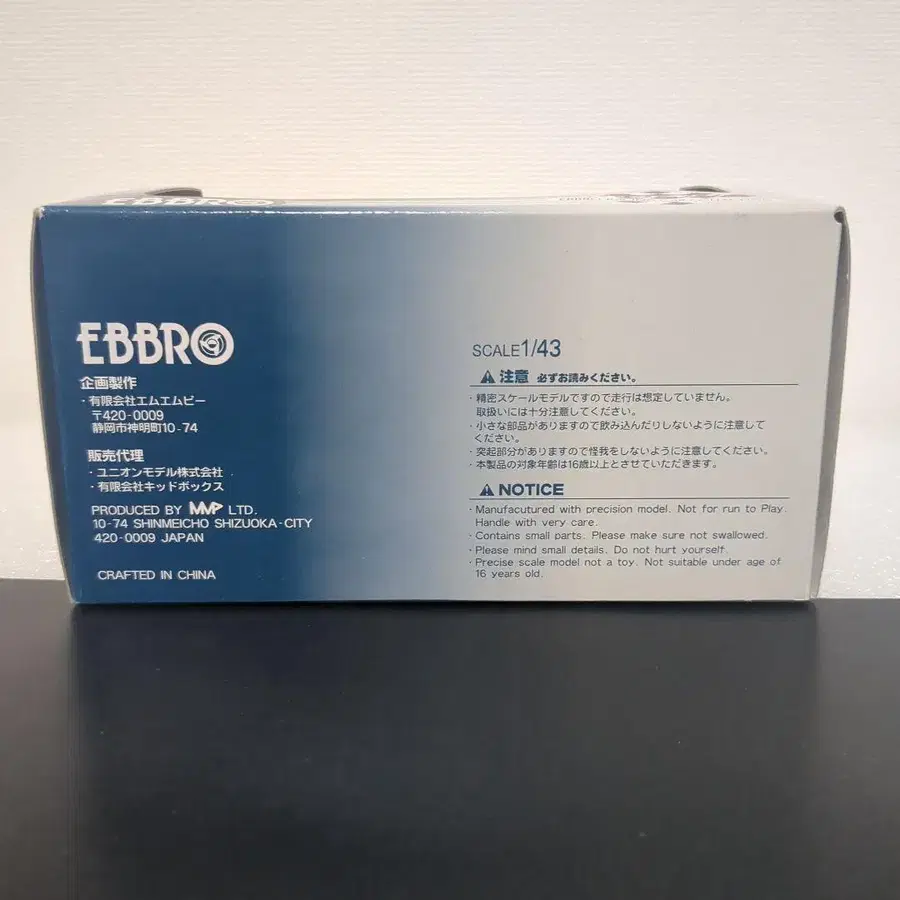 EBBRO
EBBRO
企画製作
・有限会社エムエムピー
〒420-0009
静岡市神明町10-74
販売代理
・ユニオンモデル株式会社
・有限会社キッドボックス
PRODUCED BY MMP LTD.
10-74 SHINMEICHO SHIZUOKA-CITY
420-0009 JAPAN
CRAFTED IN CHINA
SCALE1/43
注意 必ずお読みください。
・精密スケールモデルですので走行は想定していません。
取扱いには十分注意してください。
・小さな部品がありますので飲み込んだりしないように注意して
ください。
・突起部分がありますので怪我をしないように注意してください。
・本製品の対象年齢は16歳以上とさせていただきます。
NOTICE
・Manufacutured with precision model. Not for run to Play.
Handle with very care.
・Contains small parts. Please make sure not swallowed.
・Please mind small details. Do not hurt yourself.
・Precise scale model not a toy. Not suitable under age of
16 years old.